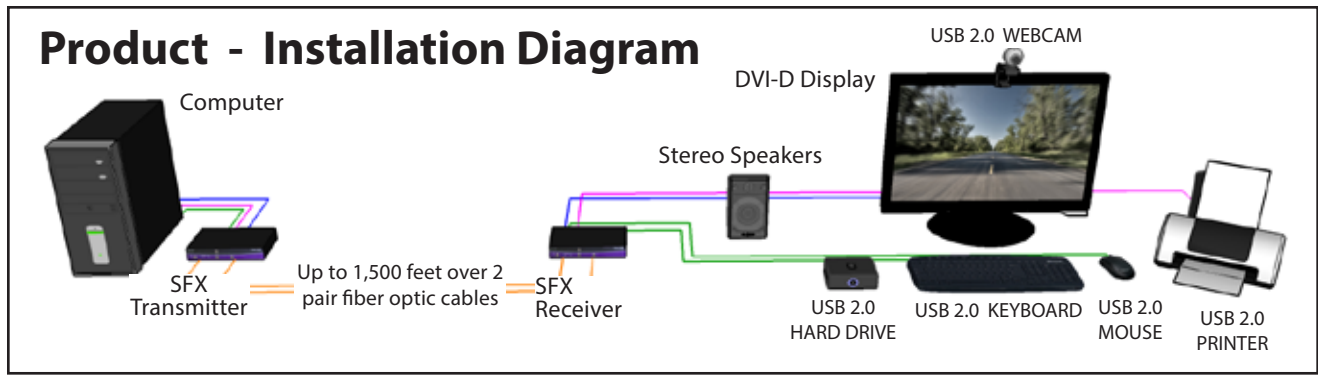 Product - Installation Diagram
USB 2.0 WEBCAM
DVI-D Display
Computer
Stereo Speakers
SFX
Transmitter
Up to 1,500 feet over 2
pair fiber optic cables
SFX
Receiver
USB 2.0
HARD DRIVE
USB 2.0 KEYBOARD
USB 2.0
MOUSE
USB 2.0
PRINTER